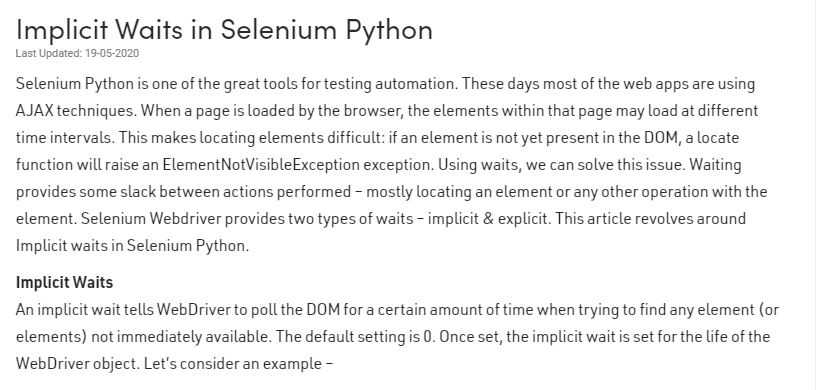 Implicit Waits in Selenium Python
Last Updated: 19-05-2020
Selenium Python is one of the great tools for testing automation. These days most of the web apps are using
AJAX techniques. When a page is loaded by the browser, the elements within that page may load at different
time intervals. This makes locating elements difficult: if an element is not yet present in the DOM, a locate
function will raise an ElementNotVisibleException exception. Using waits, we can solve this issue. Waiting
provides some slack between actions performed – mostly locating an element or any other operation with the
element. Selenium Webdriver provides two types of waits – implicit & explicit. This article revolves around
Implicit waits in Selenium Python.
Implicit Waits
An implicit wait tells WebDriver to poll the DOM for a certain amount of time when trying to find any element (or
elements) not immediately available. The default setting is 0. Once set, the implicit wait is set for the life of the
WebDriver object. Let’s consider an example –